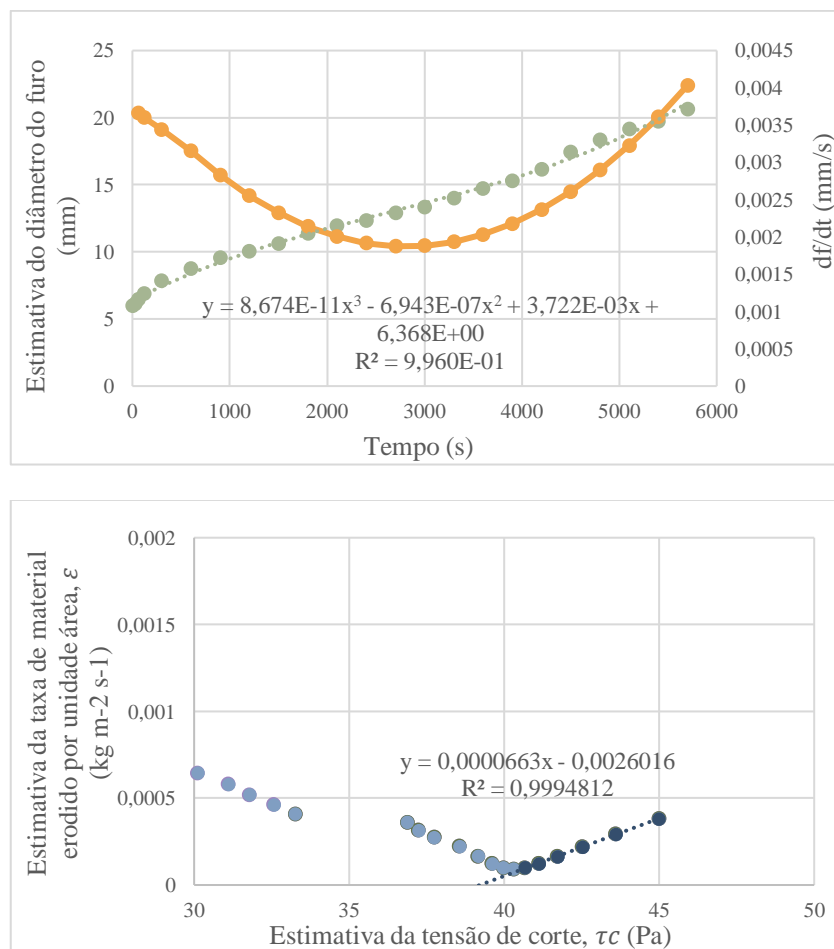 Estimativa do diâmetro do furo
(mm)
25
20
15
10
5
0
0,0045
0,004
0,0035
0,003
0,0025
0,002
0,0015
0,001
0,0005
0
df/dt (mm/s)
y = 8,674E-11x³ - 6,943E-07x² + 3,722E-03x +
6,368E+00
R² = 9,960E-01
0 1000 2000 3000 4000 5000 6000
Tempo (s)
Estimativa da taxa de material
erodido por unidade área, ε
(kg m-2 s-1)
0,002
0,0015
0,001
0,0005
0
y = 0,0000663x - 0,0026016
R² = 0,9994812
30 35 40 45 50
Estimativa da tensão de corte, τc (Pa)